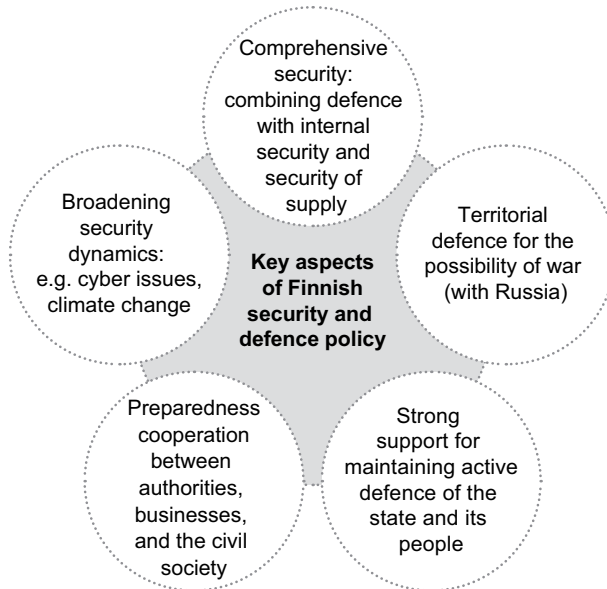 Comprehensive
security:
combining defence
with internal
security and
security of
supply
Broadening
security
dynamics:
e.g. cyber issues,
climate change
Key aspects
of Finnish
security and
defence policy
Territorial
defence for the
possibility of war
(with Russia)
Preparedness
cooperation
between
authorities,
businesses,
and the civil
society
Strong
support for
maintaining active
defence of the
state and its
people